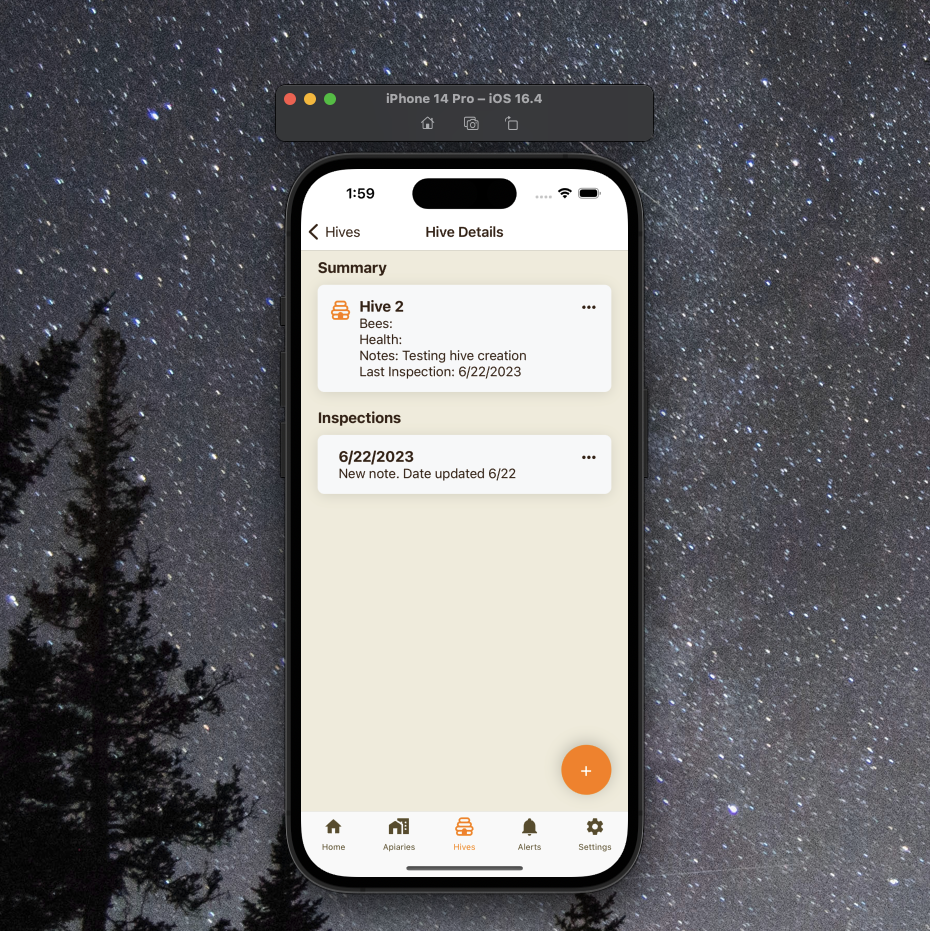 iPhone 14 Pro – iOS 16.4
1:59
Hives
Hive Details
Summary
Hive 2
Bees:
Health:
Notes: Testing hive creation
Last Inspection: 6/22/2023
Inspections
6/22/2023
New note. Date updated 6/22
+
Home
Apiaries
Hives
Alerts
Settings